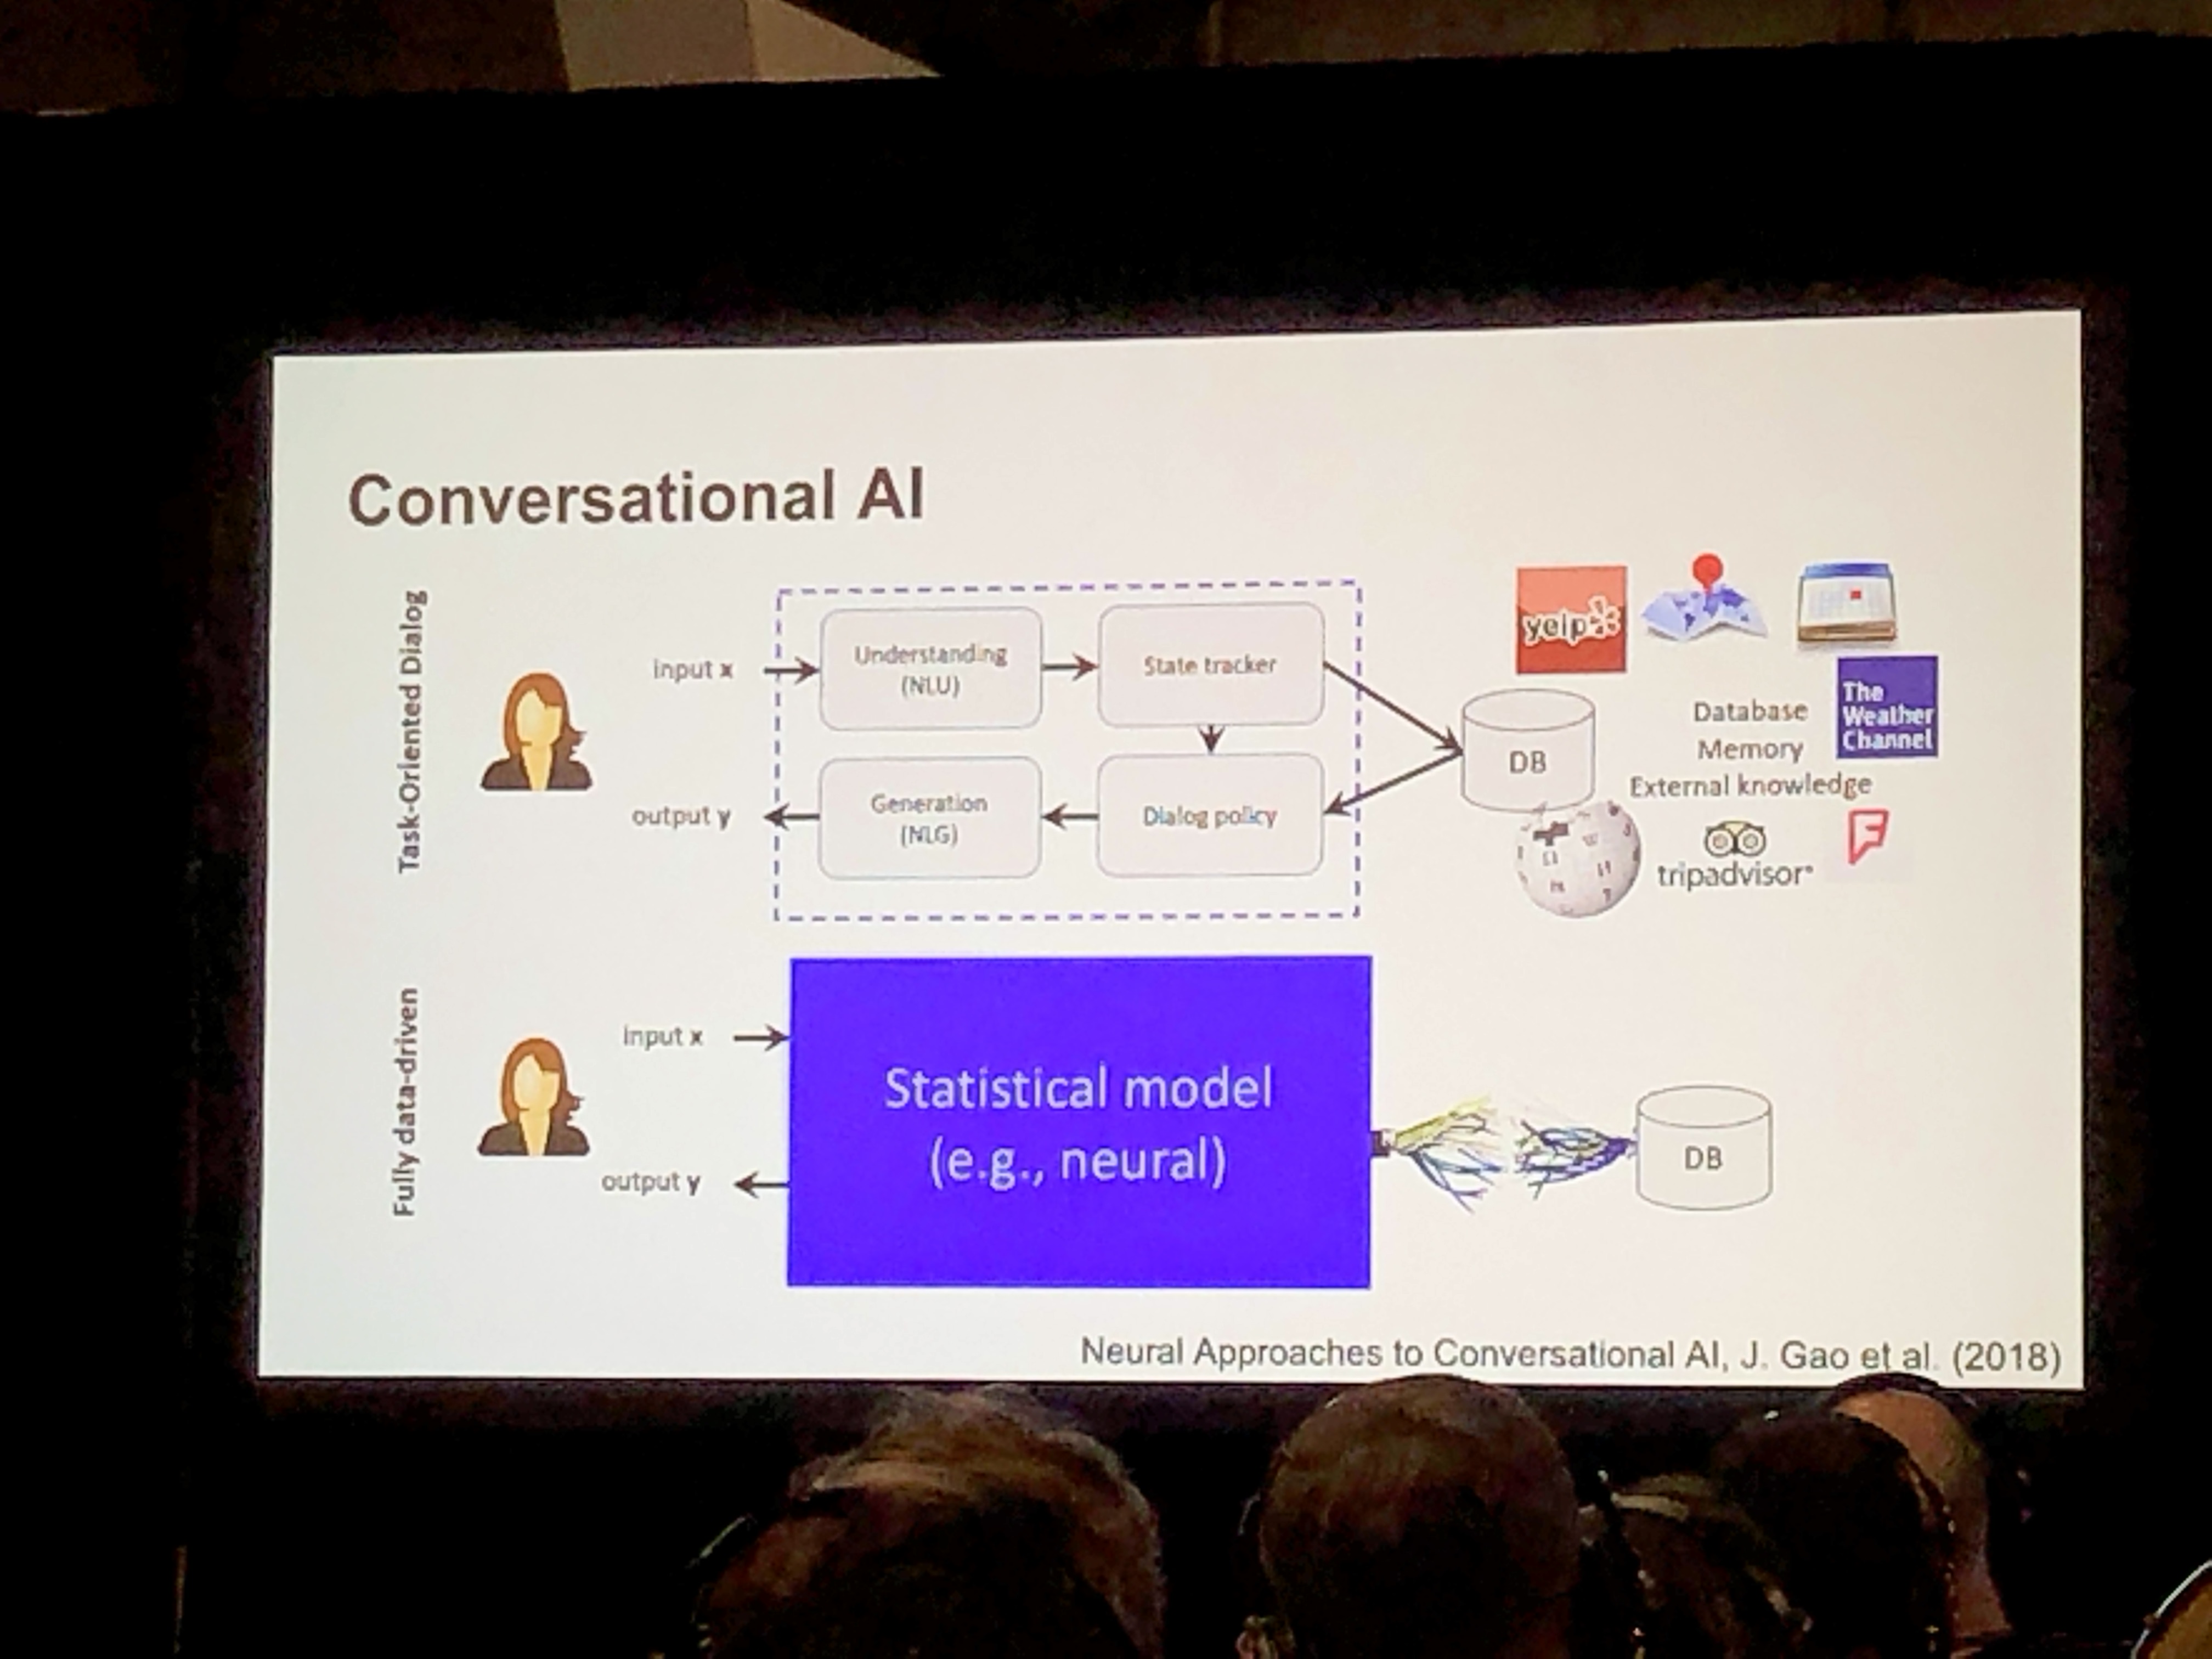 Conversational AI
Task-Oriented Dialog
input x
Understanding
(NLU)
State tracker
output y
Generation
(NLG)
Dialog policy
DB
yelp
Database
Memory
External knowledge
The
Weather
Channel
tripadvisor®
Fully data-driven
input x
output y
Statistical model
(e.g., neural)
DB
Neural Approaches to Conversational AI, J. Gao et al. (2018)